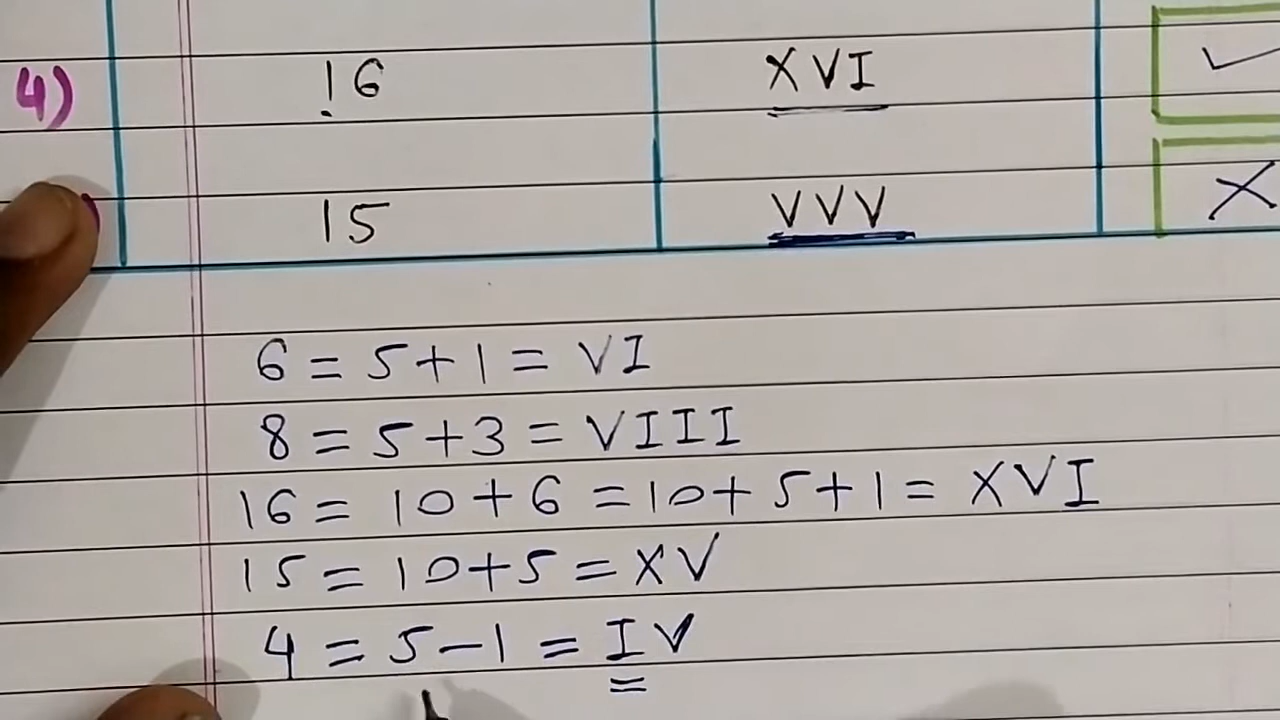 4) 16 XVI ✓
15 VVV X
6 = 5 + 1 = VI
8 = 5 + 3 = VIII
16 = 10 + 6 = 10 + 5 + 1 = XVI
15 = 10 + 5 = XV
4 = 5 - 1 = IV